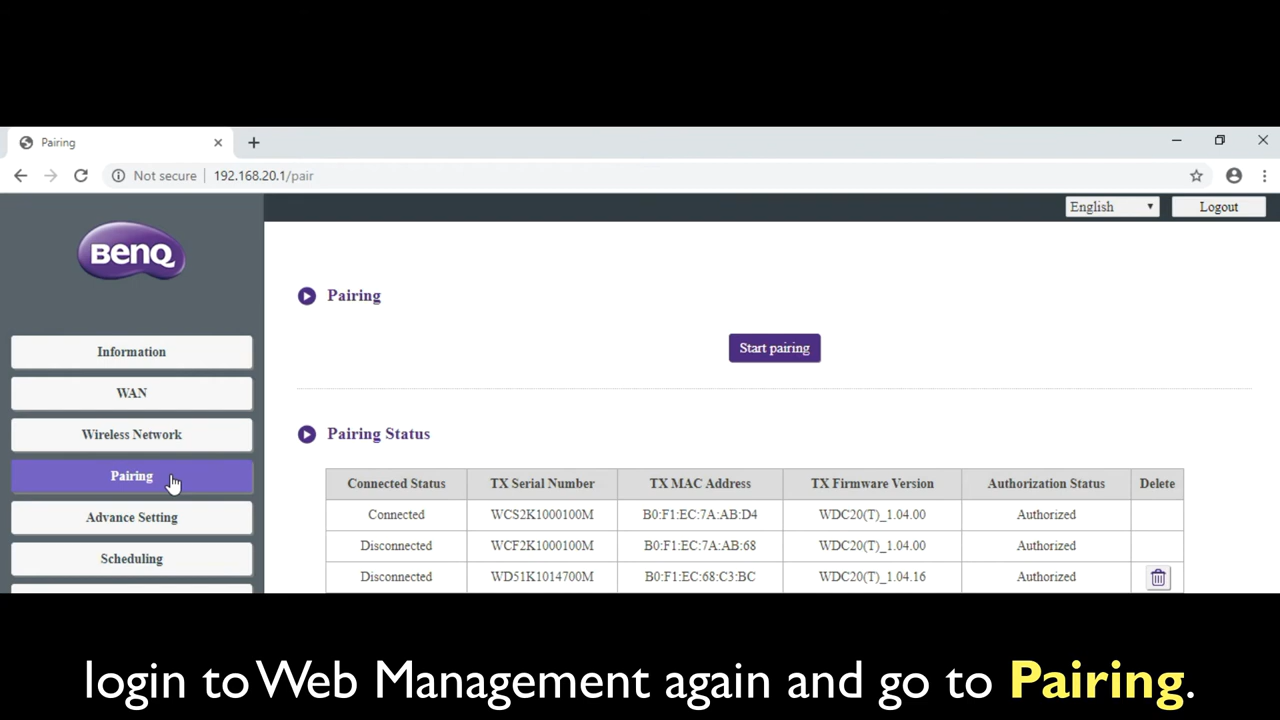 Pairing
Not secure
192.168.20.1/pair
English
Logout
BenQ
Information
WAN
Wireless Network
Pairing
Advance Setting
Scheduling
Pairing
Start pairing
Pairing Status
Connected Status TX Serial Number TX MAC Address TX Firmware Version Authorization Status Delete
Connected WCS2K1000100M B0:F1:EC:7A:AB:D4 WDC20(T)_1.04.00 Authorized
Disconnected WCF2K1000100M B0:F1:EC:7A:AB:68 WDC20(T)_1.04.00 Authorized
Disconnected WD51K1014700M B0:F1:EC:68:C3:BC WDC20(T)_1.04.16 Authorized
login to Web Management again and go to Pairing.